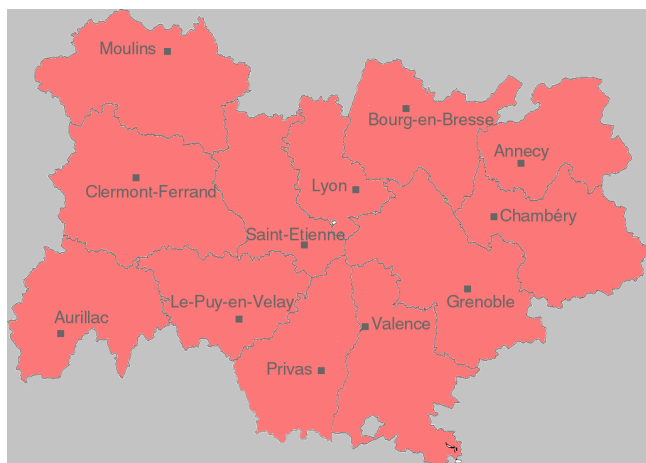 Moulins
Bourg-en-Bresse
Annecy
Clermont-Ferrand
Lyon
Chambéry
Saint-Etienne
Le-Puy-en-Velay
Grenoble
Aurillac
Valence
Privas